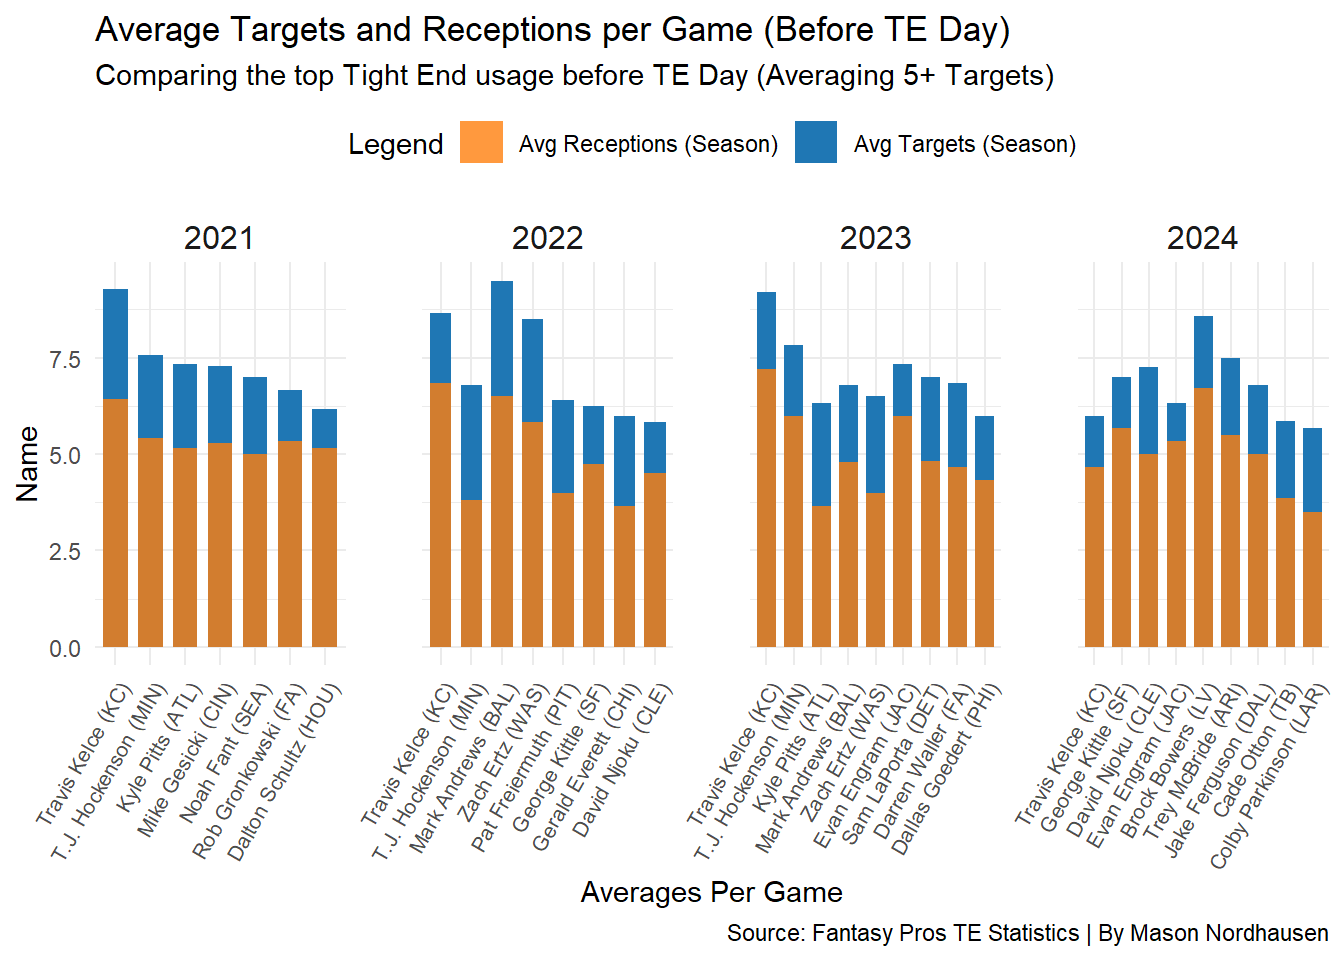 Average Targets and Receptions per Game (Before TE Day)
Comparing the top Tight End usage before TE Day (Averaging 5+ Targets)
Legend
Avg Receptions (Season)
Avg Targets (Season)
2021
2022
2023
2024
Name
7.5
5.0
2.5
0.0
Travis Kelce (KC)
T.J. Hockenson (MIN)
Kyle Pitts (ATL)
Mike Gesicki (CIN)
Noah Fant (SEA)
Rob Gronkowski (FA)
Dalton Schultz (HOU)
Travis Kelce (KC)
T.J. Hockenson (MIN)
Mark Andrews (BAL)
Zach Ertz (WAS)
Pat Freiermuth (PIT)
George Kittle (SF)
Gerald Everett (CHI)
David Njoku (CLE)
Travis Kelce (KC)
T.J. Hockenson (MIN)
Kyle Pitts (ATL)
Mark Andrews (BAL)
Zach Ertz (WAS)
Evan Engram (JAC)
Sam LaPorta (DET)
Darren Waller (FA)
Dallas Goedert (PHI)
Travis Kelce (KC)
George Kittle (SF)
David Njoku (CLE)
Evan Engram (JAC)
Brock Bowers (LV)
Trey McBride (ARI)
Jake Ferguson (DAL)
Cade Otton (TB)
Colby Parkinson (LAR)
Averages Per Game
Source: Fantasy Pros TE Statistics | By Mason Nordhausen